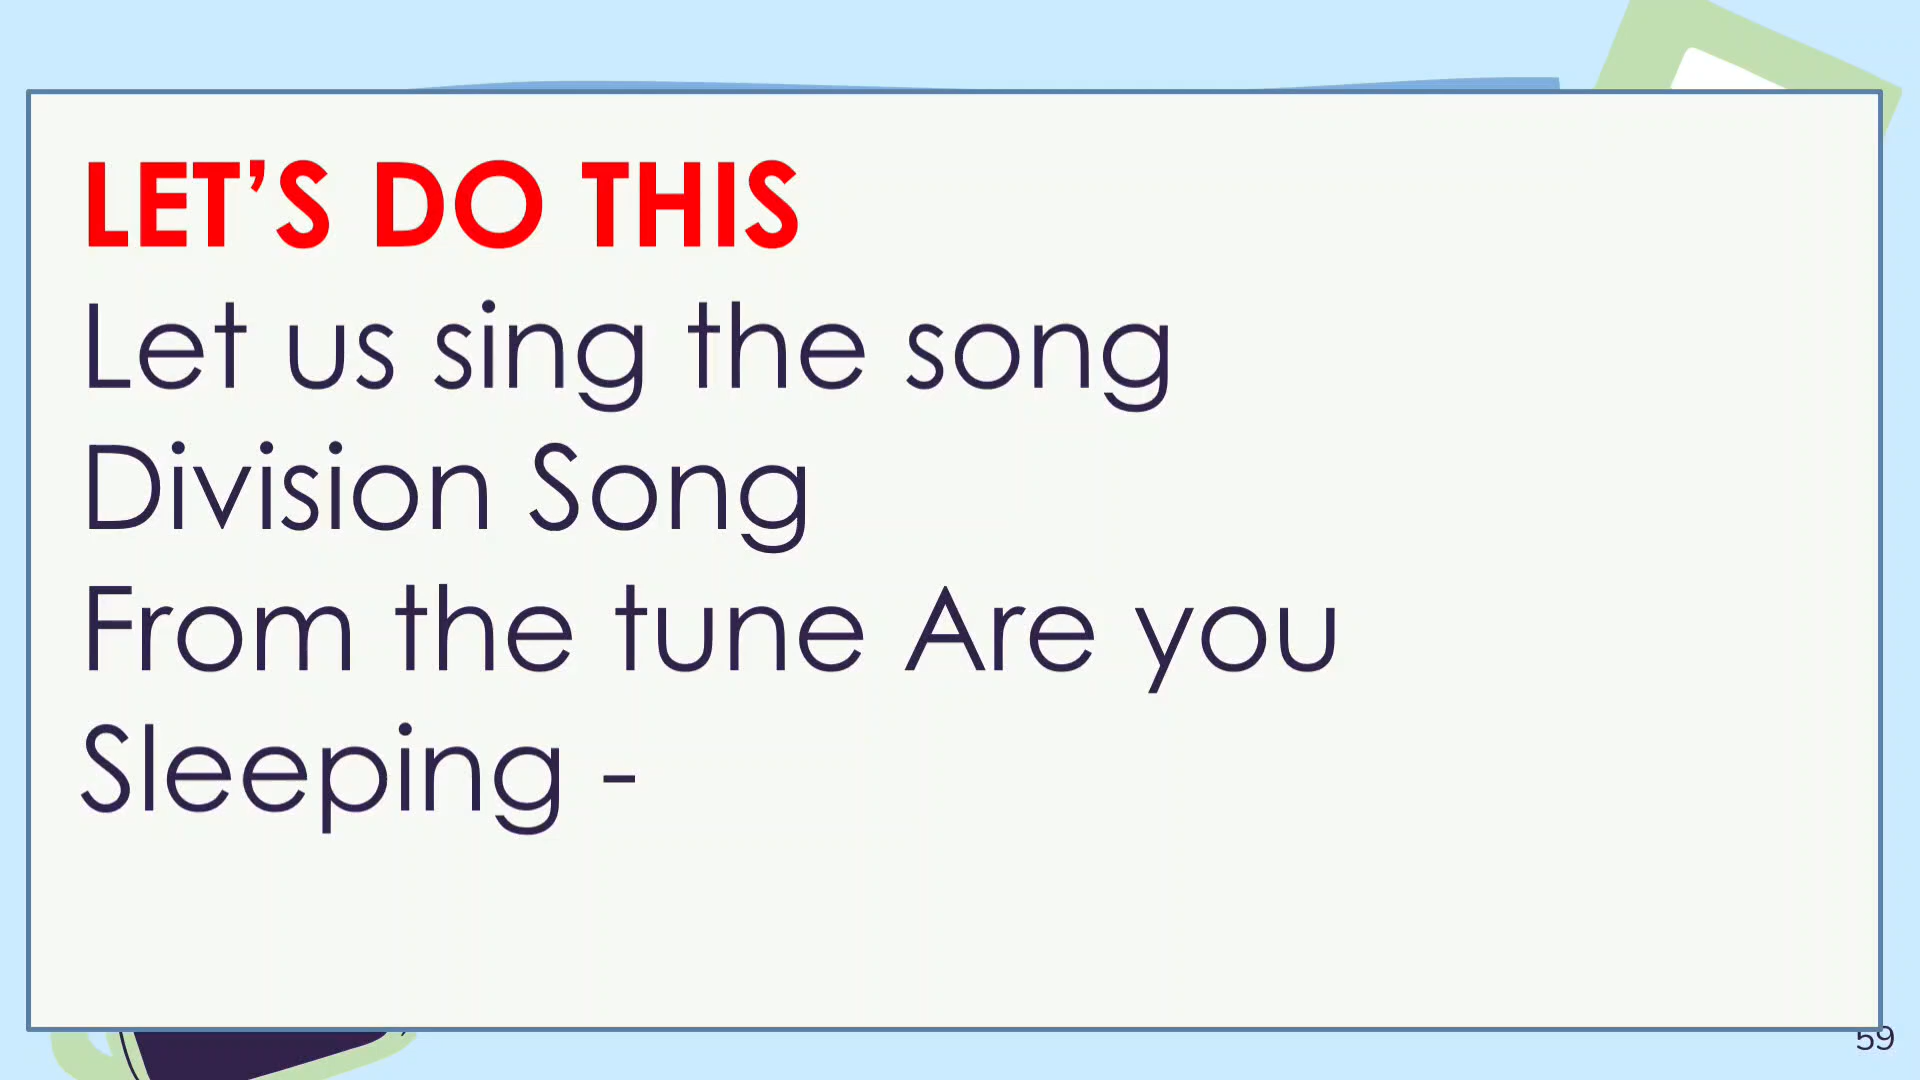 LET’S DO THIS
Let us sing the song
Division Song
From the tune Are you
Sleeping -
59